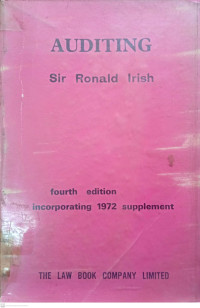 AUDITING
Sir Ronald Irish
fourth edition
incorporating 1972 supplement
THE LAW BOOK COMPANY LIMITED